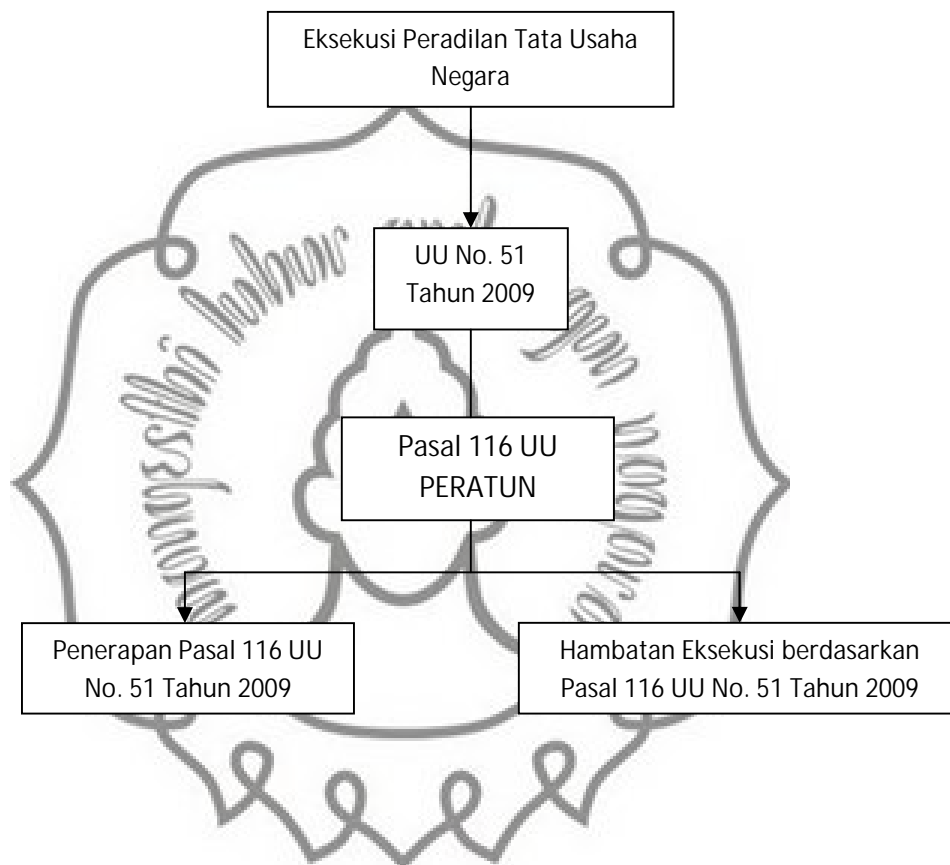 Eksekusi Peradilan Tata Usaha
Negara
UU No. 51
Tahun 2009
Pasal 116 UU
PERATUN
Penerapan Pasal 116 UU
No. 51 Tahun 2009
Hambatan Eksekusi berdasarkan
Pasal 116 UU No. 51 Tahun 2009